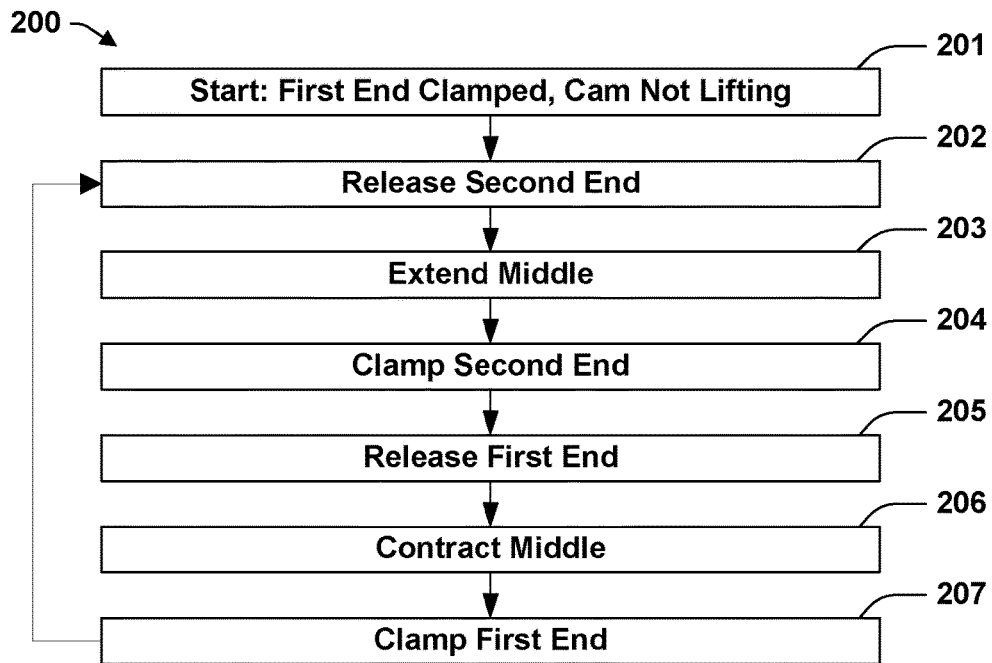 200
201
Start: First End Clamped, Cam Not Lifting
202
Release Second End
203
Extend Middle
204
Clamp Second End
205
Release First End
206
Contract Middle
207
Clamp First End